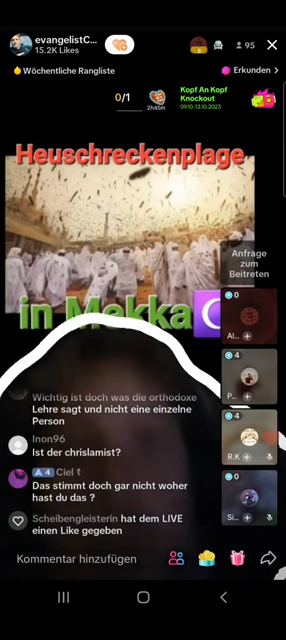 evangelistC...
15.2K Likes
95
Wöchentliche Rangliste
Erkunden >
0/1
2h45m
Kopf An Kopf
Knockout
09.10.-13.10.2023
Heuschreckenplage
in Mekka
Anfrage
zum
Beitreten
0
Al...
4
P...
4
R.K
0
Si...
Wichtig ist doch was die orthodoxe
Lehre sagt und nicht eine einzelne
Person
Inon96
Ist der chrislamist?
4 Ciel
Das stimmt doch gar nicht woher
hast du das ?
Scheibengleisterin hat dem LIVE
einen Like gegeben
Kommentar hinzufügen